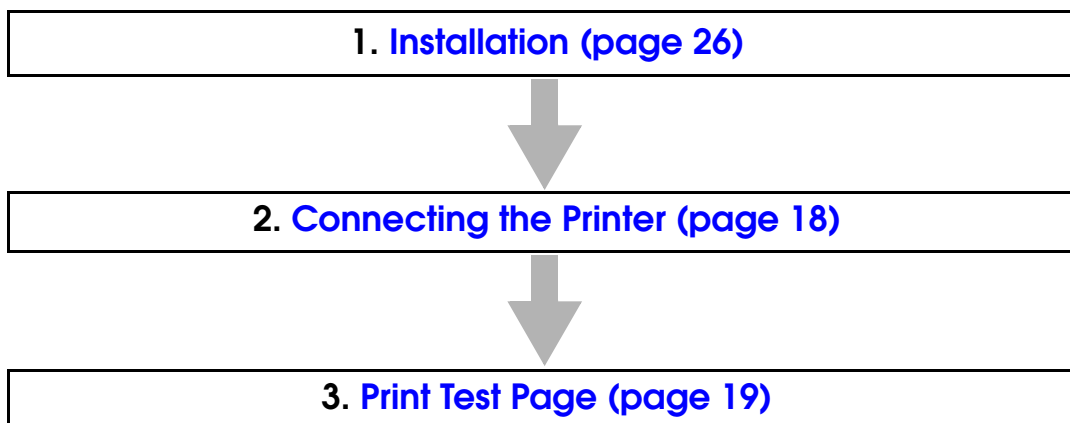 1. Installation (page 26)
2. Connecting the Printer (page 18)
3. Print Test Page (page 19)